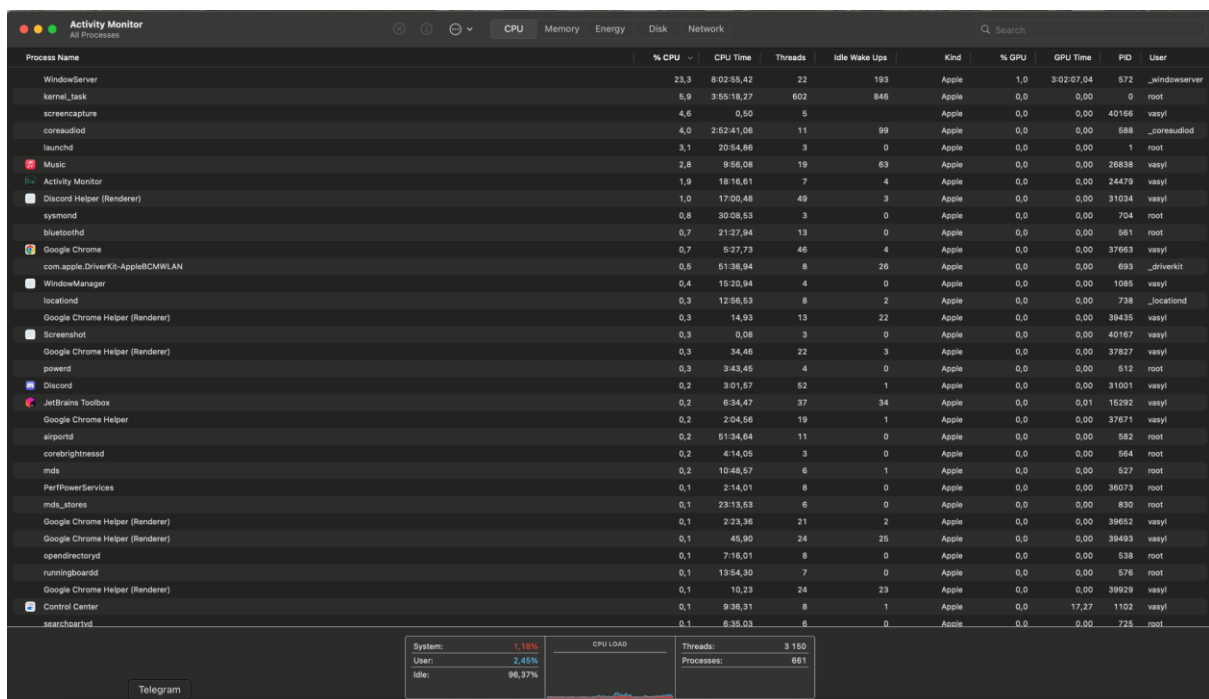 Activity Monitor
All Processes
CPU Memory Energy Disk Network
Search
Process Name % CPU CPU Time Threads Idle Wake Ups Kind % GPU GPU Time PID User
WindowServer 23,3 8:02:55,42 22 193 Apple 1,0 3:02:07,04 572 _windowserver
kernel_task 5,9 3:55:18,27 602 846 Apple 0,0 0,00 0 root
screencapture 4,6 0,50 5 Apple 0,0 0,00 40166 vasyl
coreaudiod 4,0 2:52:41,06 11 99 Apple 0,0 0,00 588 _coreaudiod
launchd 3,1 20:54,86 3 0 Apple 0,0 0,00 1 root
Music 2,8 9:56,08 19 63 Apple 0,0 0,00 26838 vasyl
Activity Monitor 1,9 18:16,61 7 4 Apple 0,0 0,00 24479 vasyl
Discord Helper (Renderer) 1,0 17:00,48 49 3 Apple 0,0 0,00 31034 vasyl
sysmond 0,8 30:08,53 3 0 Apple 0,0 0,00 704 root
bluetoothd 0,7 21:27,94 13 0 Apple 0,0 0,00 561 root
Google Chrome 0,7 5:27,73 46 4 Apple 0,0 0,00 37663 vasyl
com.apple.DriverKit-AppleBCMWLAN 0,5 51:36,94 8 26 Apple 0,0 0,00 693 _driverkit
WindowManager 0,4 15:20,94 4 0 Apple 0,0 0,00 1085 vasyl
locationd 0,3 12:56,53 8 2 Apple 0,0 0,00 738 _locationd
Google Chrome Helper (Renderer) 0,3 14,93 13 22 Apple 0,0 0,00 39435 vasyl
Screenshot 0,3 0,08 3 0 Apple 0,0 0,00 40167 vasyl
Google Chrome Helper (Renderer) 0,3 34,46 22 3 Apple 0,0 0,00 37827 vasyl
powerd 0,3 3:43,45 4 0 Apple 0,0 0,00 512 root
Discord 0,2 3:01,57 52 1 Apple 0,0 0,00 31001 vasyl
JetBrains Toolbox 0,2 6:34,47 37 34 Apple 0,0 0,01 15292 vasyl
Google Chrome Helper 0,2 2:04,56 19 1 Apple 0,0 0,00 37671 vasyl
airportd 0,2 51:34,64 11 0 Apple 0,0 0,00 582 root
corebrightnessd 0,2 4:14,05 3 0 Apple 0,0 0,00 564 root
mds 0,2 10:48,57 6 1 Apple 0,0 0,00 527 root
PerfPowerServices 0,1 2:14,01 8 0 Apple 0,0 0,00 36073 root
mds_stores 0,1 23:13,53 6 0 Apple 0,0 0,00 830 root
Google Chrome Helper (Renderer) 0,1 2:23,36 21 2 Apple 0,0 0,00 39652 vasyl
Google Chrome Helper (Renderer) 0,1 45,90 24 25 Apple 0,0 0,00 39493 vasyl
opendirectoryd 0,1 7:16,01 8 0 Apple 0,0 0,00 538 root
runningboardd 0,1 13:54,30 7 0 Apple 0,0 0,00 576 root
Google Chrome Helper (Renderer) 0,1 10,23 24 23 Apple 0,0 0,00 39929 vasyl
Control Center 0,1 9:36,31 8 1 Apple 0,0 17,27 1102 vasyl
searchpartyd 0,1 6:35,03 6 0 Apple 0,0 0,00 725 root
System: 1,18% CPU LOAD Threads: 3 150
User: 2,45% Processes: 661
Idle: 96,37%
Telegram